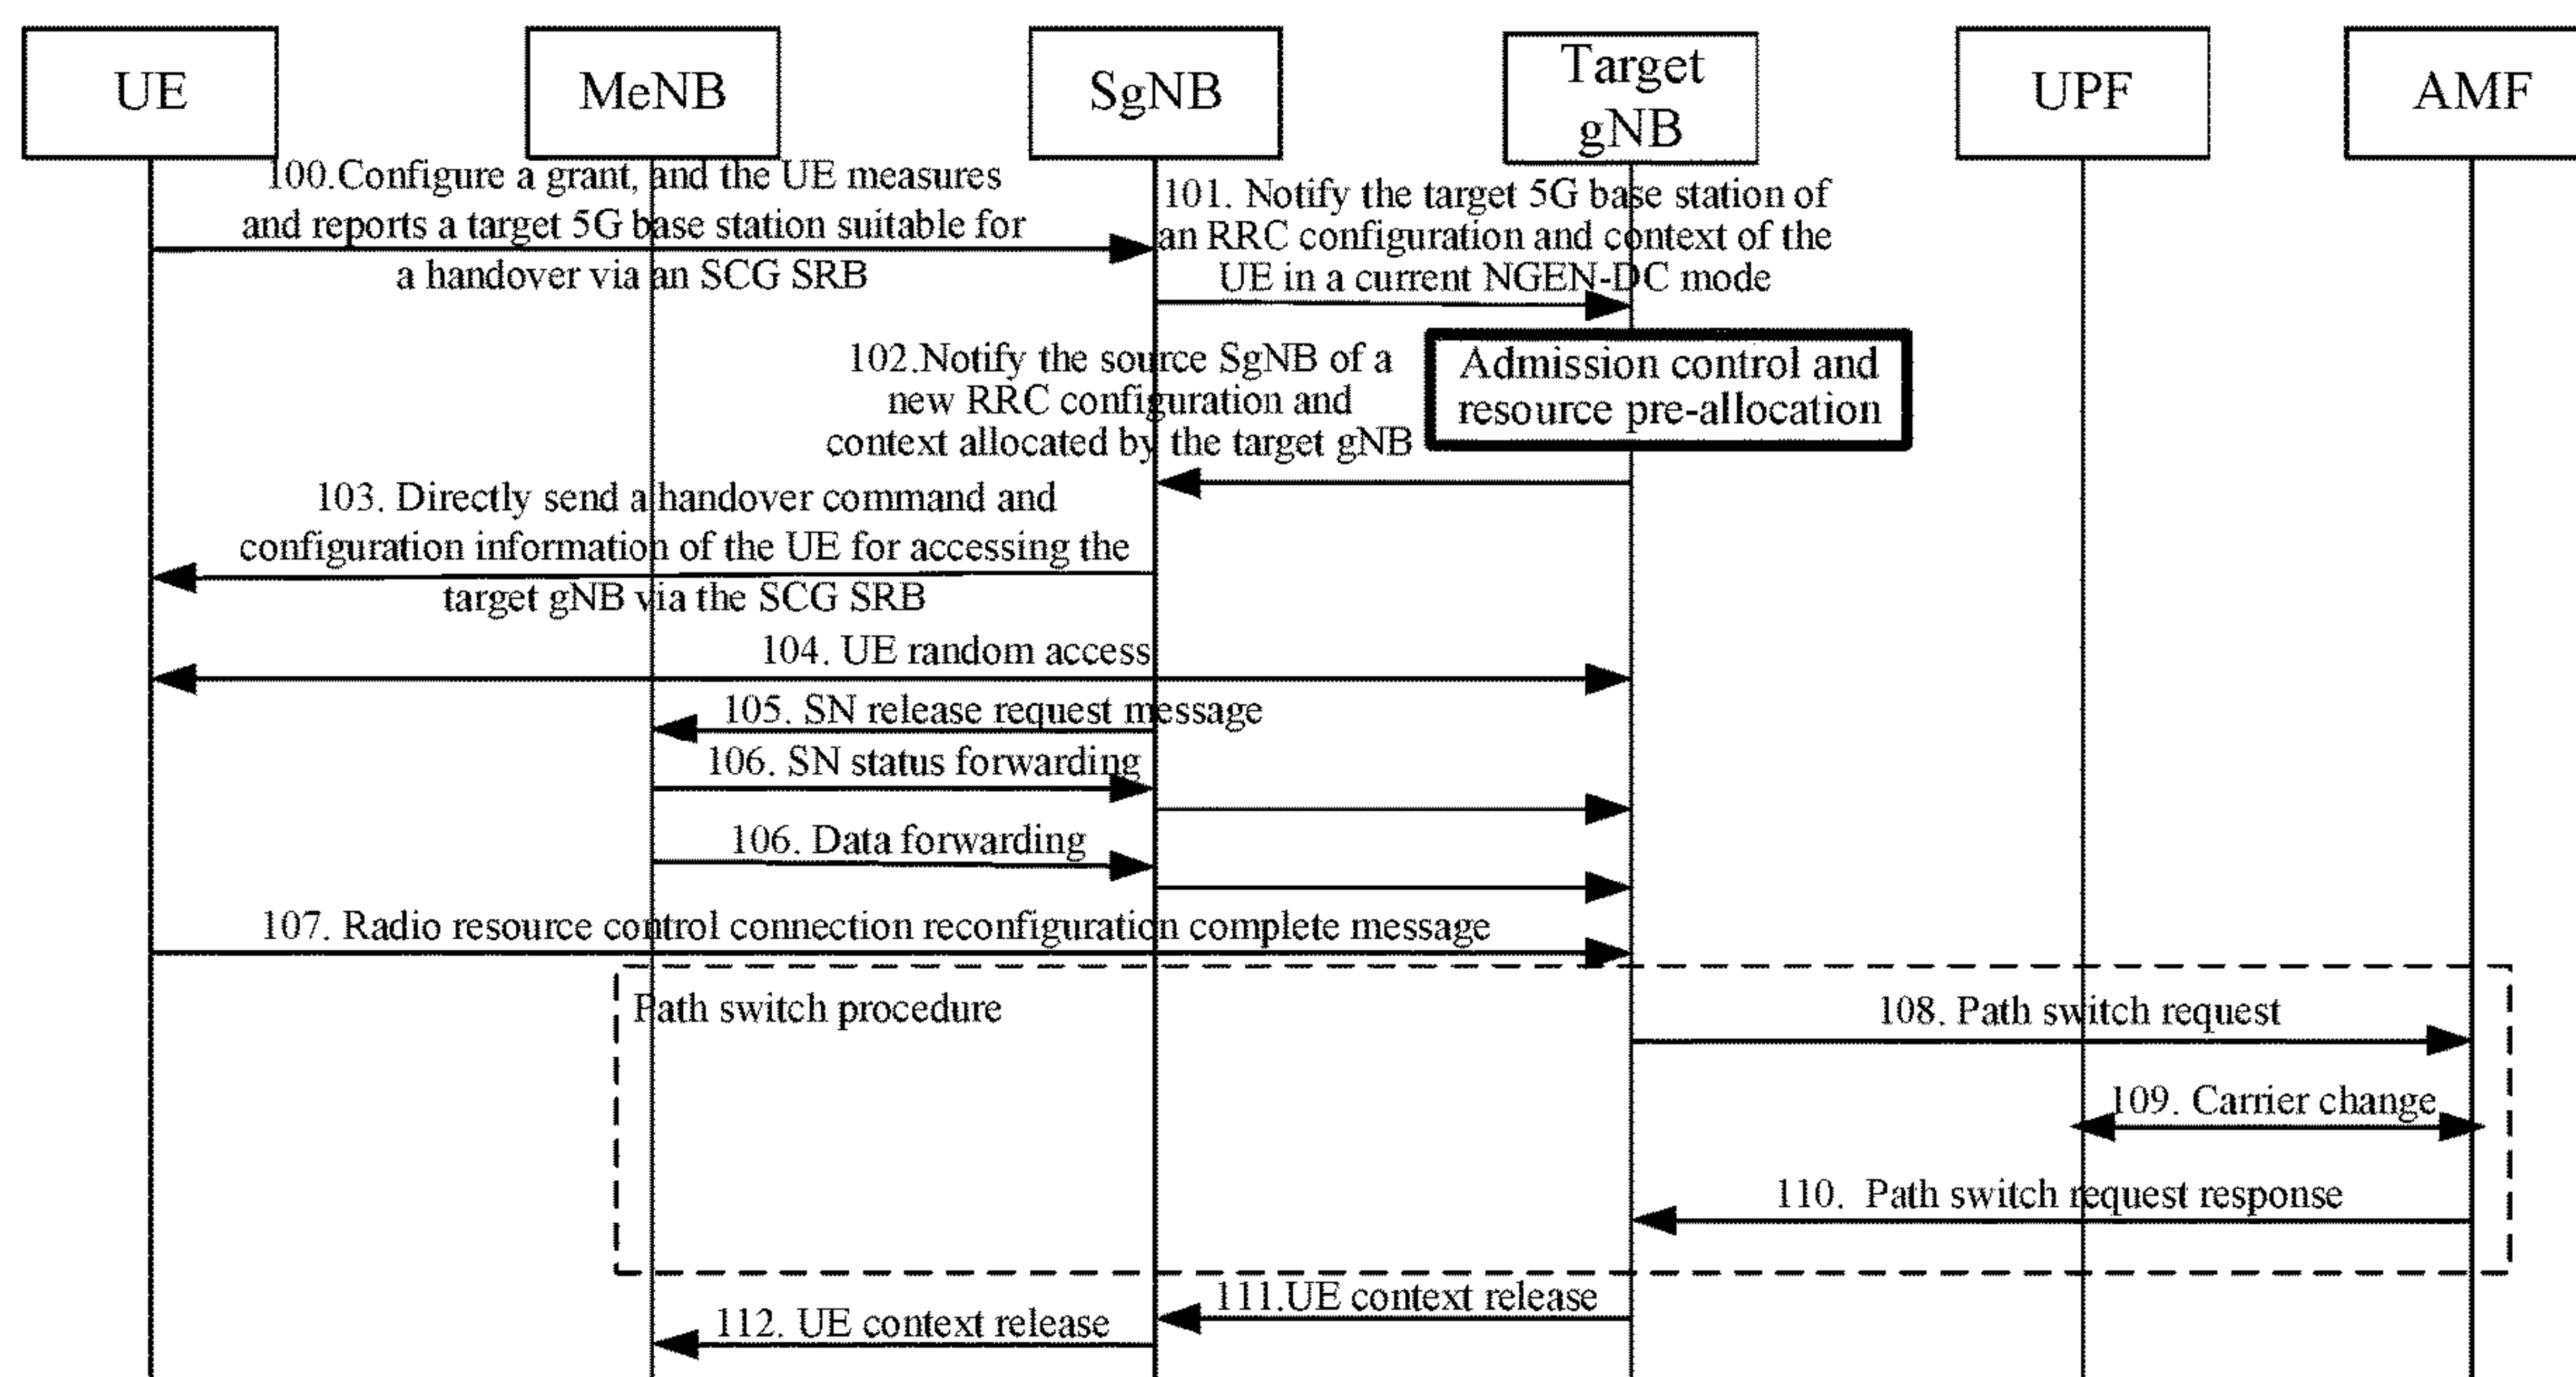 UE
MeNB
SgNB
Target
gNB
UPF
AMF
100.Configure a grant, and the UE measures
and reports a target 5G base station suitable for
a handover via an SCG SRB
101. Notify the target 5G base station of
an RRC configuration and context of the
UE in a current NGEN-DC mode
Admission control and
resource pre-allocation
102.Notify the source SgNB of a
new RRC configuration and
context allocated by the target gNB
103. Directly send a handover command and
configuration information of the UE for accessing the
target gNB via the SCG SRB
104. UE random access
105. SN release request message
106. SN status forwarding
106. Data forwarding
107. Radio resource control connection reconfiguration complete message
Path switch procedure
108. Path switch request
109. Carrier change
110. Path switch request response
111.UE context release
112. UE context release